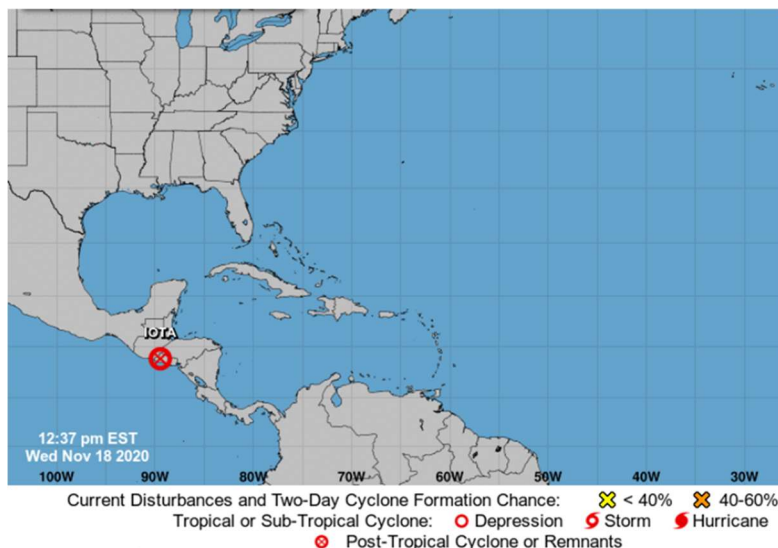 IOTA
12:37 pm EST
Wed Nov 18 2020
100W 90W 80W 70W 60W 50W 40W 30W
Current Disturbances and Two-Day Cyclone Formation Chance: < 40% 40-60%
Tropical or Sub-Tropical Cyclone: Depression Storm Hurricane
Post-Tropical Cyclone or Remnants